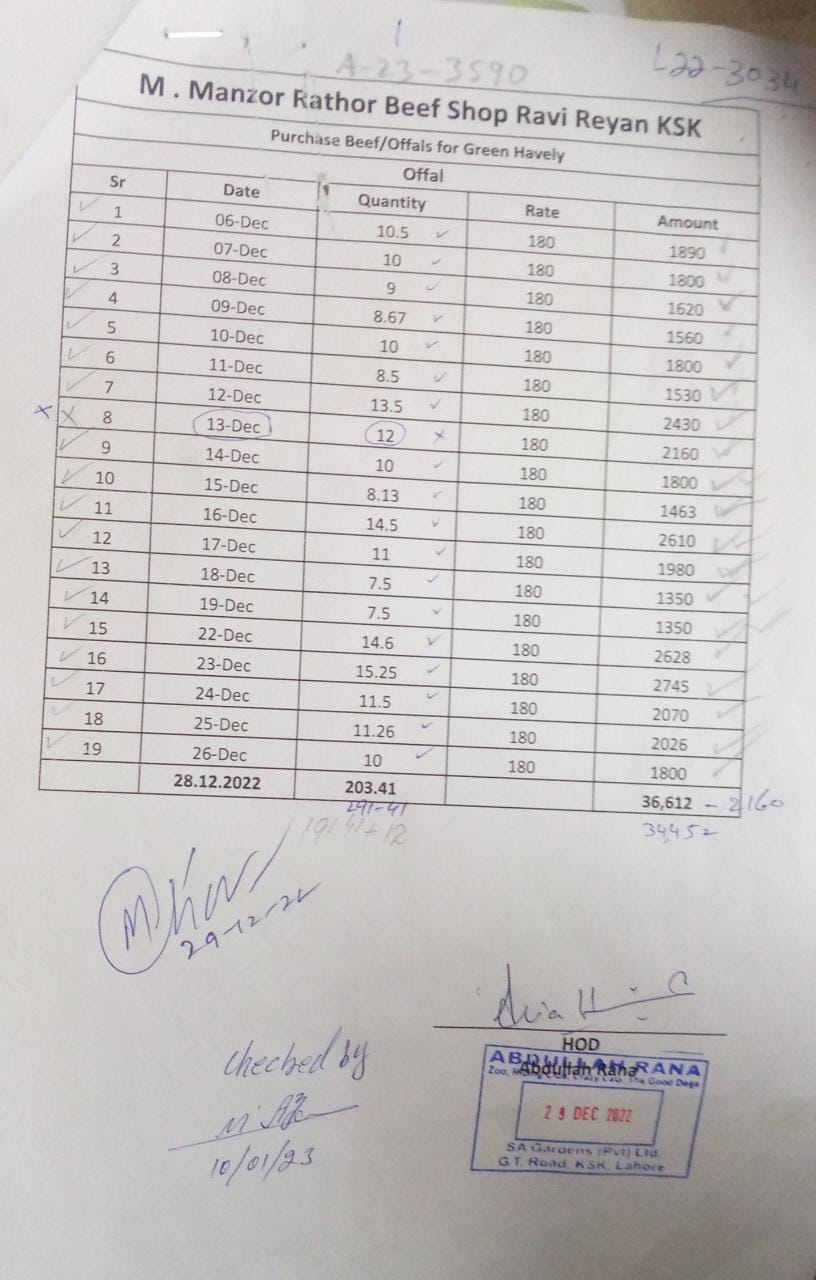 A-23-3590
L22-3034
M . Manzor Rathor Beef Shop Ravi Reyan KSK
Purchase Beef/Offals for Green Havely
Offal
Sr Date Quantity Rate Amount
1 06-Dec 10.5 180 1890
2 07-Dec 10 180 1800
3 08-Dec 9 180 1620
4 09-Dec 8.67 180 1560
5 10-Dec 10 180 1800
6 11-Dec 8.5 180 1530
7 12-Dec 13.5 180 2430
8 13-Dec 12 180 2160
9 14-Dec 10 180 1800
10 15-Dec 8.13 180 1463
11 16-Dec 14.5 180 2610
12 17-Dec 11 180 1980
13 18-Dec 7.5 180 1350
14 19-Dec 7.5 180 1350
15 22-Dec 14.6 180 2628
16 23-Dec 15.25 180 2745
17 24-Dec 11.5 180 2070
18 25-Dec 11.26 180 2026
19 26-Dec 10 180 1800
28.12.2022 203.41 36,612 - 2160
191-41 34,452
191.41+12
29-12-22
HOD
Abdullah Rana
ABDULLAH RANA
The Good Dogs
29 DEC 2022
SA Gardens (Pvt) Ltd.
G.T. Road, KSK, Lahore
Checked by
10/01/23